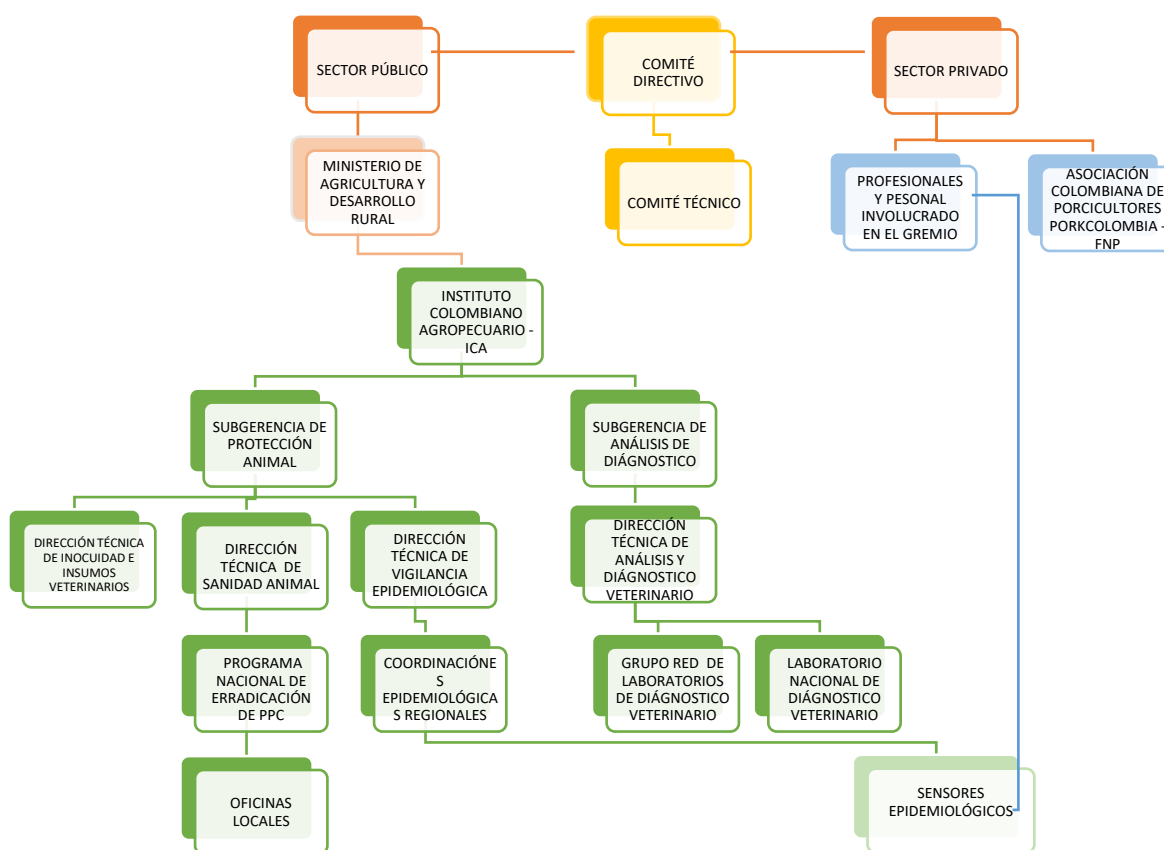 SECTOR PÚBLICO
COMITÉ
DIRECTIVO
SECTOR PRIVADO
MINISTERIO DE
AGRICULTURA Y
DESARROLLO
RURAL
COMITÉ TÉCNICO
PROFESIONALES
Y PESONAL
INVOLUCRADO
EN EL GREMIO
ASOCIACIÓN
COLOMBIANA DE
PORCICULTORES
PORKCOLOMBIA -
FNP
INSTITUTO
COLOMBIANO
AGROPECUARIO -
ICA
SUBGERENCIA DE
PROTECCIÓN
ANIMAL
SUBGERENCIA DE
ANÁLISIS DE
DIÁGNOSTICO
DIRECCIÓN TÉCNICA
DE INOCUIDAD E
INSUMOS
VETERINARIOS
DIRECCIÓN
TÉCNICA DE
SANIDAD ANIMAL
DIRECCIÓN
TÉCNICA DE
VIGILANCIA
EPIDEMIOLÓGICA
DIRECCIÓN
TÉCNICA DE
ANÁLISIS Y
DIÁGNOSTICO
VETERINARIO
PROGRAMA
NACIONAL DE
ERRADICACIÓN
DE PPC
COORDINACIÓNE
S
EPIDEMIOLÓGICA
S REGIONALES
GRUPO RED DE
LABORATORIOS
DE DIÁGNOSTICO
VETERINARIO
LABORATORIO
NACIONAL DE
DIÁGNOSTICO
VETERINARIO
OFICINAS
LOCALES
SENSORES
EPIDEMIOLÓGICOS